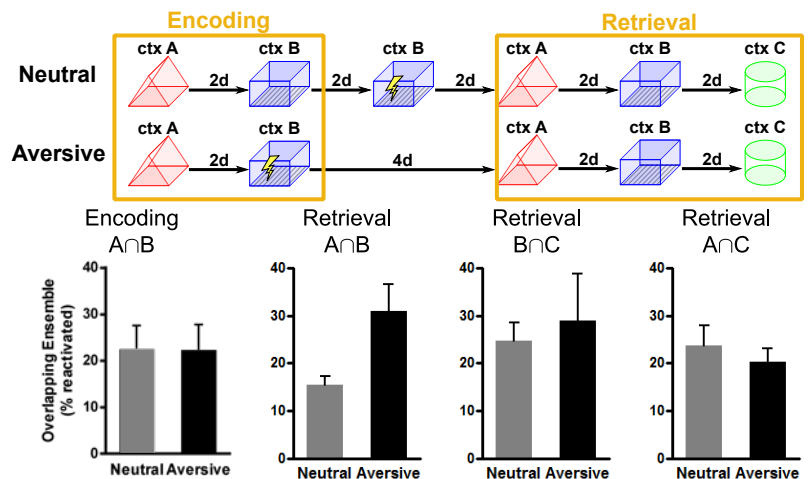 Encoding
Retrieval
ctx A ctx B ctx B ctx A ctx B ctx C
Neutral 2d 2d 2d 2d 2d
ctx A ctx B ctx A ctx B ctx C
Aversive 2d 4d 2d 2d
Encoding Retrieval Retrieval Retrieval
A∩B A∩B B∩C A∩C
Overlapping Ensemble
(% reactivated)
40 40 40 40
30 30 30 30
20 20 20 20
10 10 10 10
0 0 0 0
Neutral Aversive Neutral Aversive Neutral Aversive Neutral Aversive